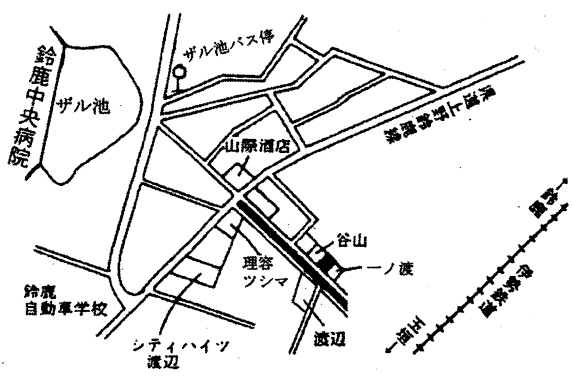 ザル池バス停
鈴鹿中央病院
ザル池
県道上野鈴鹿線
山際酒店
鈴鹿
谷山
理容
ツシマ
一ノ渡
伊勢鉄道
鈴鹿
自動車学校
渡辺
玉垣
シティハイツ
渡辺